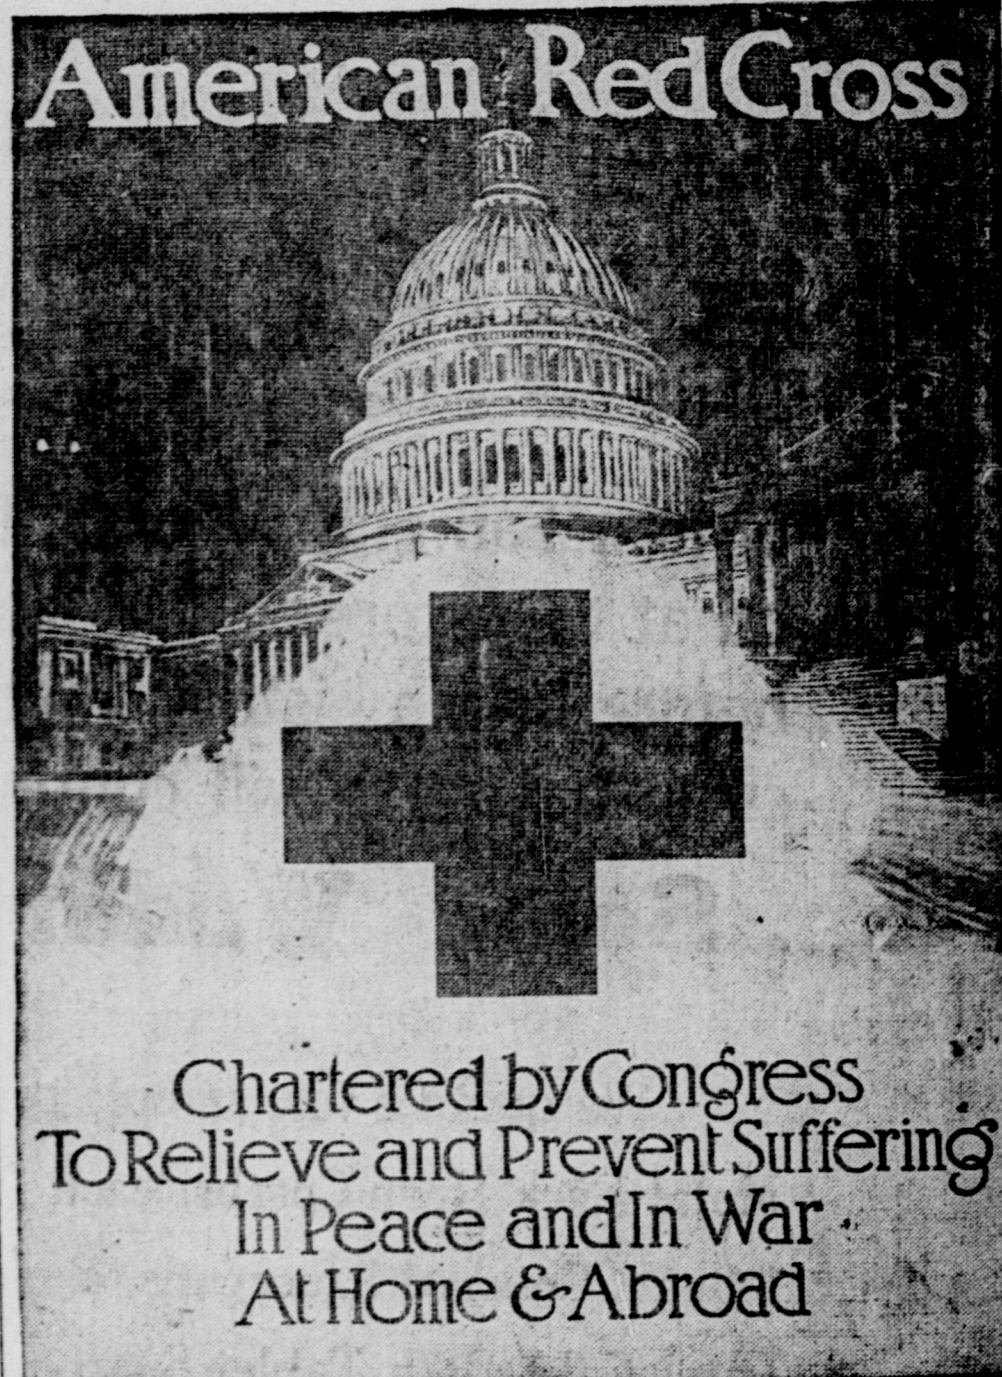 American Red Cross
Chartered by Congress
To Relieve and Prevent Suffering
In Peace and In War
At Home & Abroad